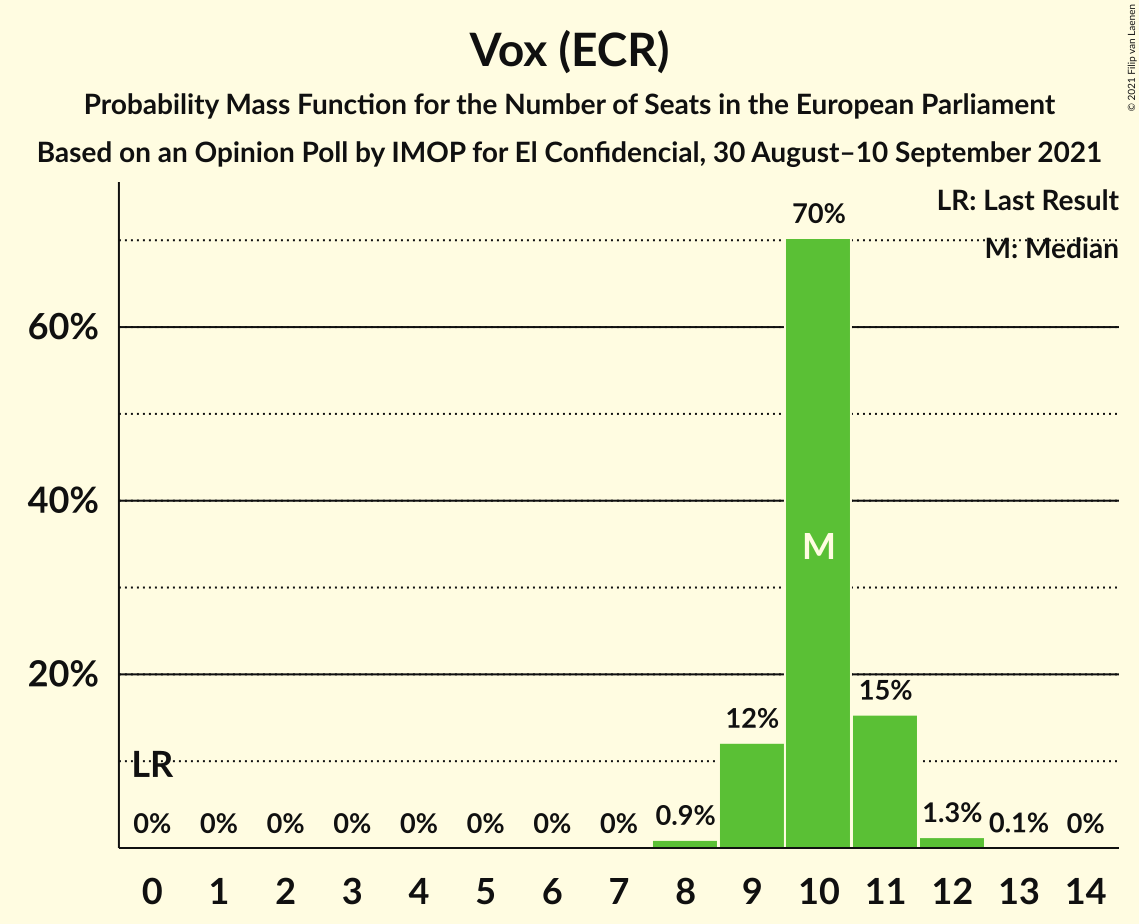 Vox (ECR)
Probability Mass Function for the Number of Seats in the European Parliament
Based on an Opinion Poll by IMOP for El Confidencial, 30 August–10 September 2021
© 2021 Filip van Laenen
LR: Last Result
M: Median
70%
60%
40%
M
20%
15%
12%
LR
0% 0% 0% 0% 0% 0% 0% 0% 0.9% 1.3% 0.1% 0%
0 1 2 3 4 5 6 7 8 9 10 11 12 13 14